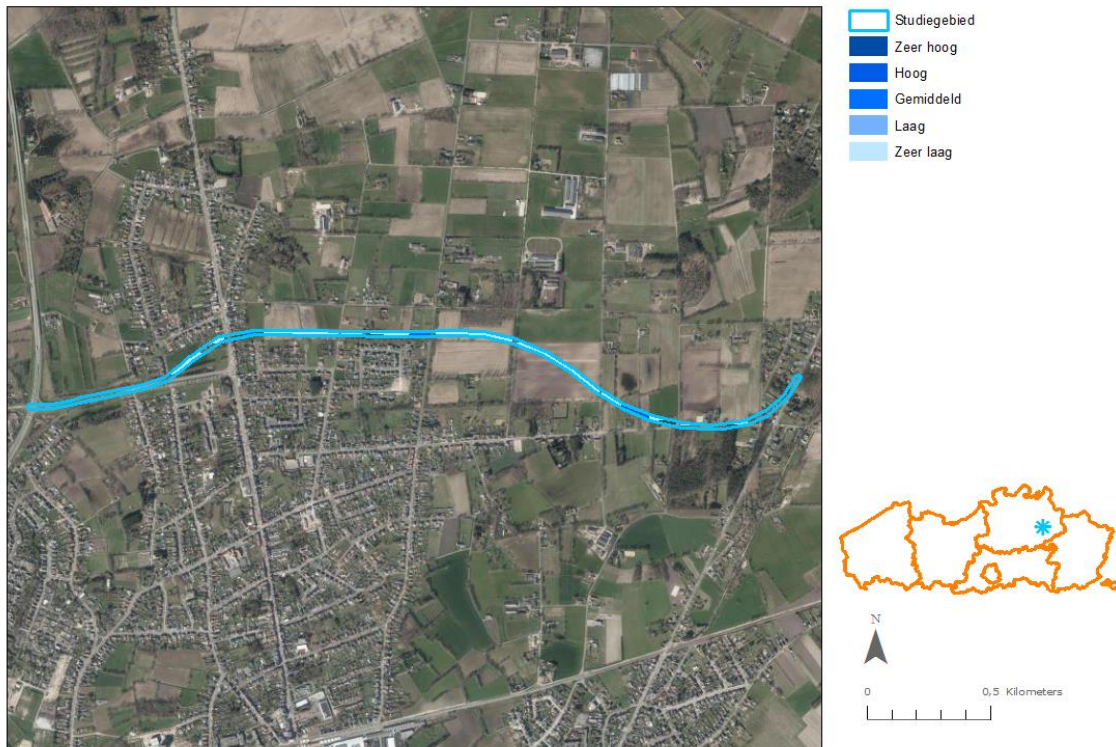 Studiegebied
Zeer hoog
Hoog
Gemiddeld
Laag
Zeer laag
N
0
0,5 Kilometers